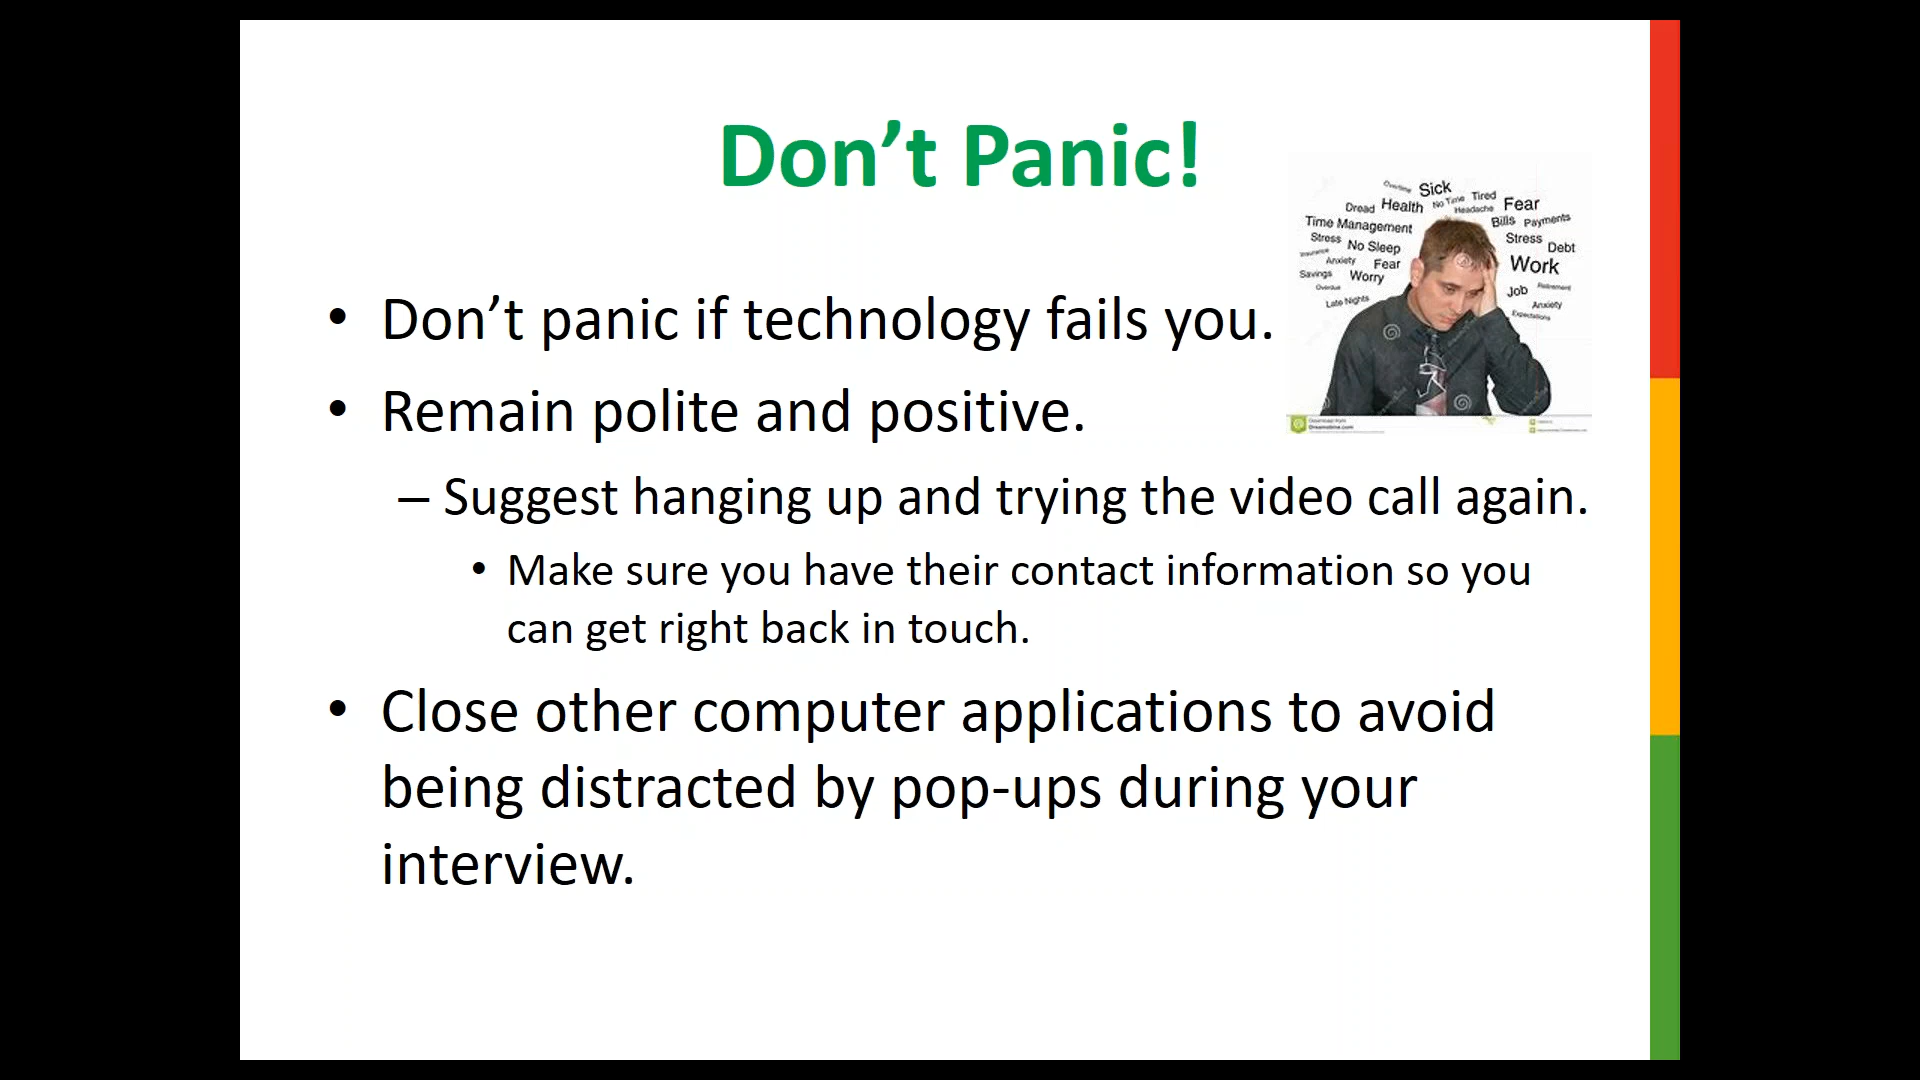 Don’t Panic!
• Don’t panic if technology fails you.
• Remain polite and positive.
– Suggest hanging up and trying the video call again.
• Make sure you have their contact information so you
can get right back in touch.
• Close other computer applications to avoid
being distracted by pop-ups during your
interview.
Overtime Sick
Dread Health No Time Tired
Headache Fear
Time Management Bills Payments
Stress No Sleep Stress Debt
Insurance Anxiety Fear Work
Savings Worry
Overdue Job Retirement
Late Nights Anxiety
Expectations
Download from
Dreamstime.com